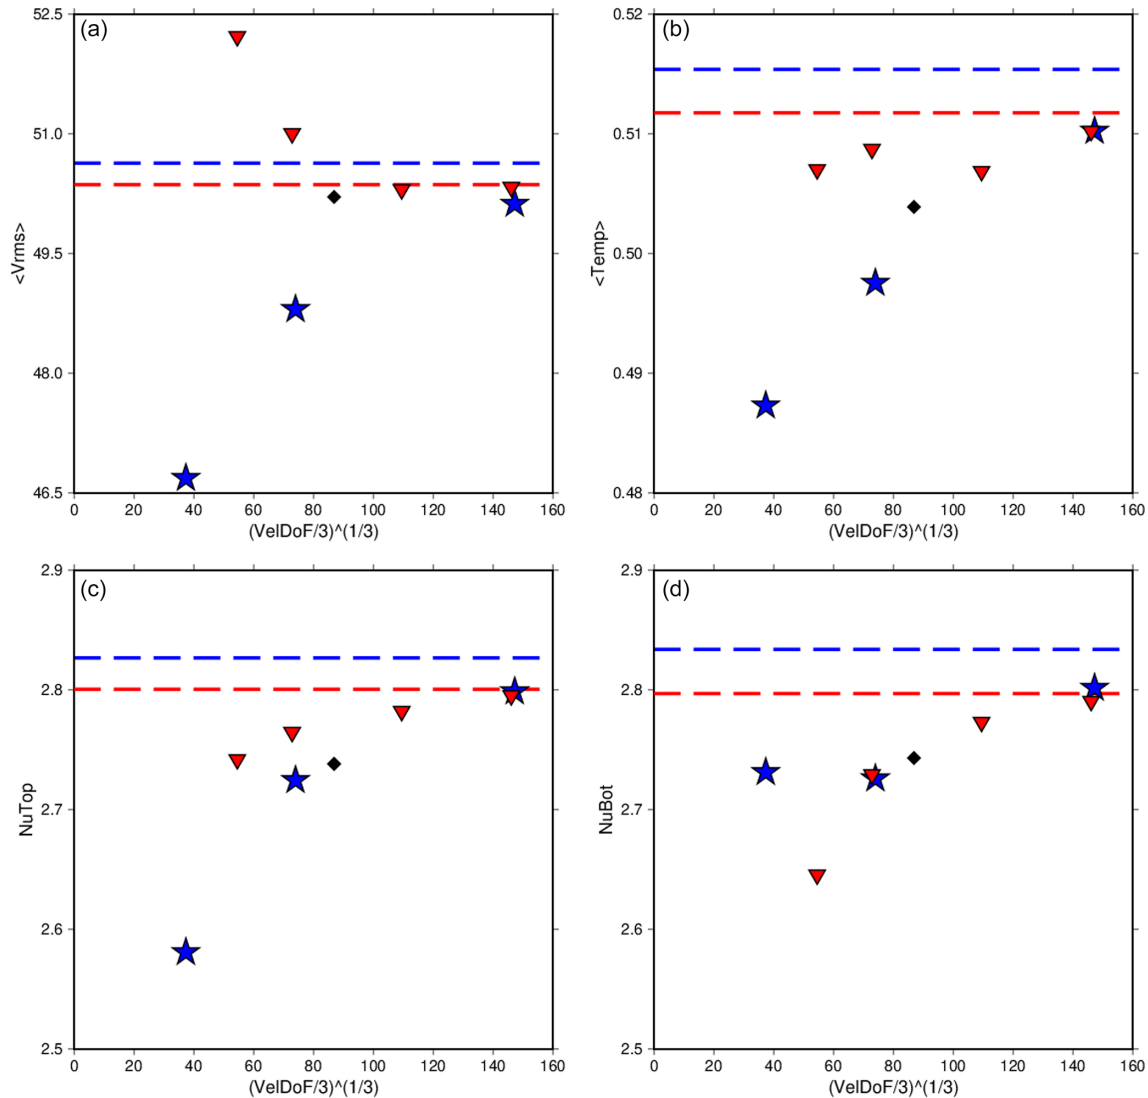 (a)
52.5
51.0
49.5
48.0
46.5
<Vrms>
0 20 40 60 80 100 120 140 160
(VelDoF/3)^(1/3)
(b)
0.52
0.51
0.50
0.49
0.48
<Temp>
0 20 40 60 80 100 120 140 160
(VelDoF/3)^(1/3)
(c)
2.9
2.8
2.7
2.6
2.5
NuTop
0 20 40 60 80 100 120 140 160
(VelDoF/3)^(1/3)
(d)
2.9
2.8
2.7
2.6
2.5
NuBot
0 20 40 60 80 100 120 140 160
(VelDoF/3)^(1/3)